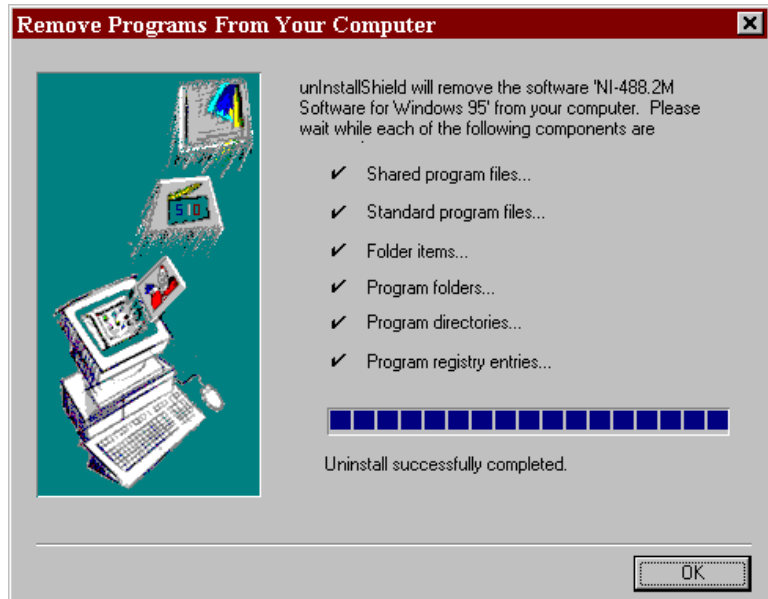 Remove Programs From Your Computer
unInstallShield will remove the software 'NI-488.2M
Software for Windows 95' from your computer. Please
wait while each of the following components are
✔ Shared program files...
✔ Standard program files...
✔ Folder items...
✔ Program folders...
✔ Program directories...
✔ Program registry entries...
Uninstall successfully completed.
OK